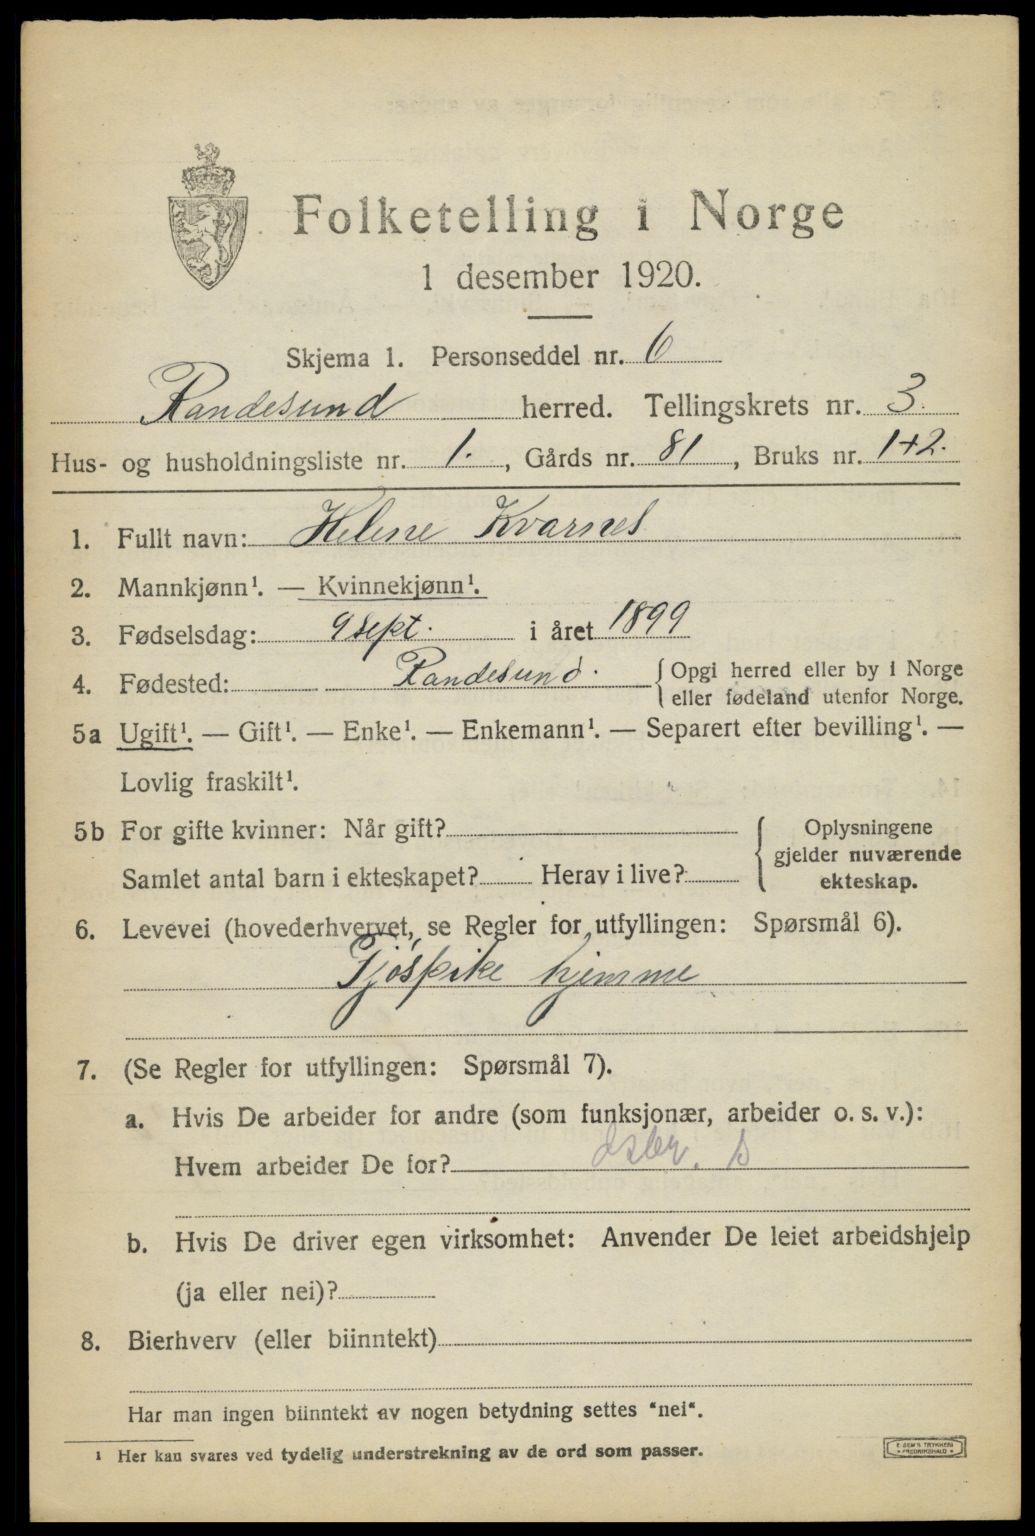 Folketelling i Norge
1 desember 1920.
Skjema 1. Personseddel nr. 6
Randesund herred. Tellingskrets nr. 3.
Hus- og husholdningsliste nr. 1., Gårds nr. 81, Bruks nr. 1+2.
1. Fullt navn: Helene Kvarnes
2. Mannkjønn¹. — Kvinnekjønn¹.
3. Fødselsdag: 9 Sept. i året 1899
4. Fødested: Randesund. { Opgi herred eller by i Norge
eller fødeland utenfor Norge.
5a Ugift¹. — Gift¹. — Enke¹. — Enkemann¹. — Separert efter bevilling¹. —
Lovlig fraskilt¹.
5b For gifte kvinner: Når gift?
Samlet antal barn i ekteskapet? Herav i live?
{ Oplysningene
gjelder nuværende
ekteskap.
6. Levevei (hovederhvervet, se Regler for utfyllingen: Spørsmål 6).
Fjøspike hjemme
7. (Se Regler for utfyllingen: Spørsmål 7).
a. Hvis De arbeider for andre (som funksjonær, arbeider o. s. v.):
Hvem arbeider De for?
b. Hvis De driver egen virksomhet: Anvender De leiet arbeidshjelp
(ja eller nei)?
8. Bierhverv (eller biinntekt)
Har man ingen biinntekt av nogen betydning settes "nei".
¹ Her kan svares ved tydelig understrekning av de ord som passer.
E. SEM'S TRYKKERI
FREDRIKSHALD